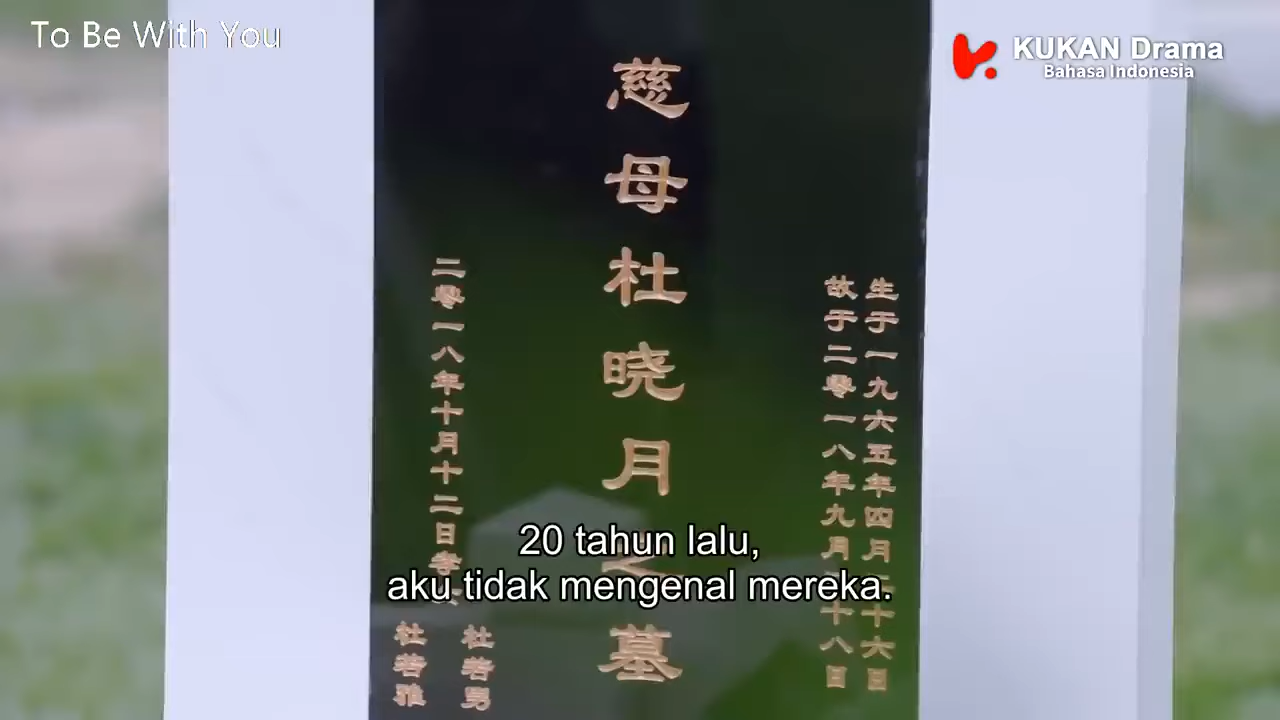 To Be With You
KUKAN Drama
Bahasa Indonesia
慈母杜晓月之墓
生于一九六五年四月二十六日
故于二零一八年九月 十八日
二零一八年十月十二日孝
杜若男
杜若雅
20 tahun lalu,
aku tidak mengenal mereka.